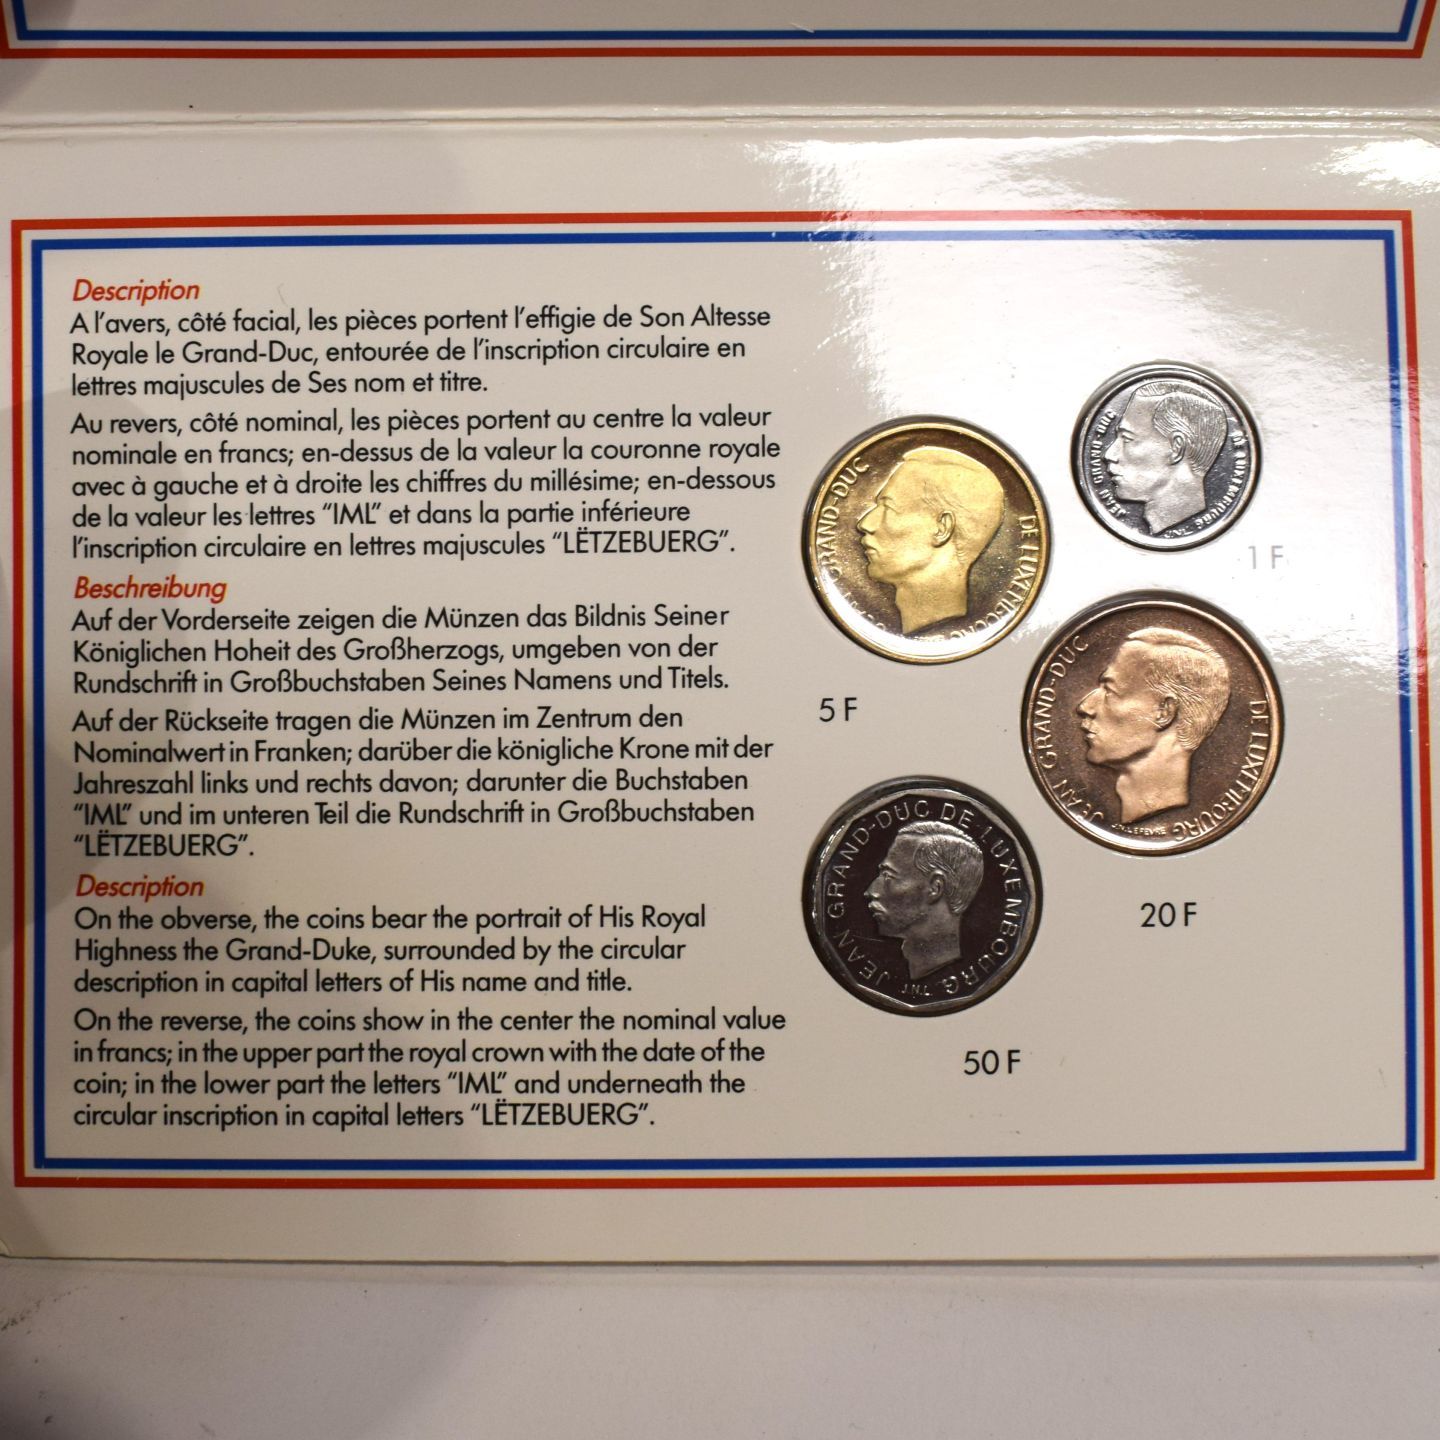 Description
A l'avers, côté facial, les pièces portent l'effigie de Son Altesse
Royale le Grand-Duc, entourée de l'inscription circulaire en
lettres majuscules de Ses nom et titre.
Au revers, côté nominal, les pièces portent au centre la valeur
nominale en francs; en-dessus de la valeur la couronne royale
avec à gauche et à droite les chiffres du millésime; en-dessous
de la valeur les lettres "IML" et dans la partie inférieure
l'inscription circulaire en lettres majuscules "LËTZEBUERG".
Beschreibung
Auf der Vorderseite zeigen die Münzen das Bildnis Seiner
Königlichen Hoheit des Großherzogs, umgeben von der
Rundschrift in Großbuchstaben Seines Namens und Titels.
Auf der Rückseite tragen die Münzen im Zentrum den
Nominalwert in Franken; darüber die königliche Krone mit der
Jahreszahl links und rechts davon; darunter die Buchstaben
"IML" und im unteren Teil die Rundschrift in Großbuchstaben
"LËTZEBUERG".
Description
On the obverse, the coins bear the portrait of His Royal
Highness the Grand-Duke, surrounded by the circular
description in capital letters of His name and title.
On the reverse, the coins show in the center the nominal value
in francs; in the upper part the royal crown with the date of the
coin; in the lower part the letters "IML" and underneath the
circular inscription in capital letters "LËTZEBUERG".
JEAN GRAND-DUC DE LUXEMBOURG
1 F
GRAND-DUC DE LUXEMBOURG
5 F
JEAN GRAND-DUC DE LUXEMBOURG
J.N.LEFEVRE
20 F
JEAN GRAND-DUC DE LUXEMBOURG
J.N.L.
50 F